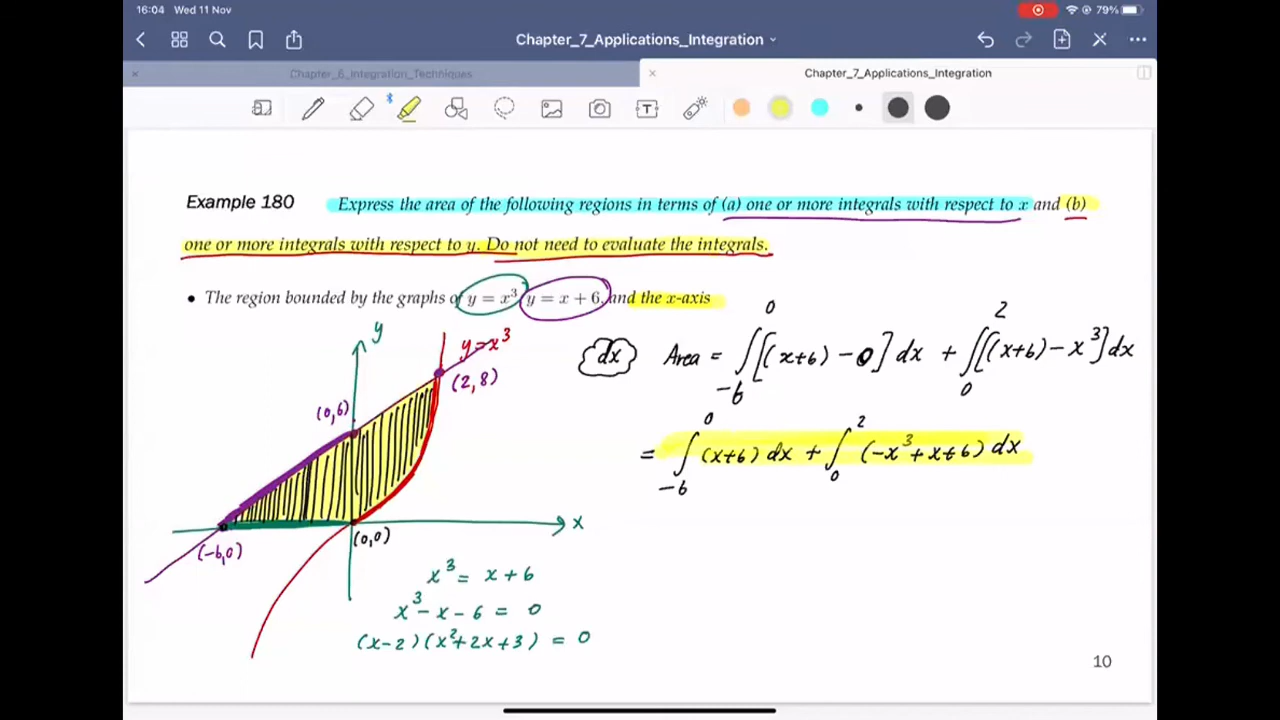 16:04 Wed 11 Nov
79%
Chapter_7_Applications_Integration
Chapter_6_Integration_Techniques
Chapter_7_Applications_Integration
Example 180 Express the area of the following regions in terms of (a) one or more integrals with respect to x and (b)
one or more integrals with respect to y. Do not need to evaluate the integrals.
• The region bounded by the graphs of y = x³, y = x + 6, and the x-axis
y
y=x³
(2,8)
(0,6)
x
(-6,0)
(0,0)
dx Area = ∫_{-6}^{0} [(x+6) - 0] dx + ∫_{0}^{2} [(x+6) - x³] dx
= ∫_{-6}^{0} (x+6) dx + ∫_{0}^{2} (-x³+x+6) dx
x³ = x + 6
x³ - x - 6 = 0
(x-2)(x²+2x+3) = 0
10